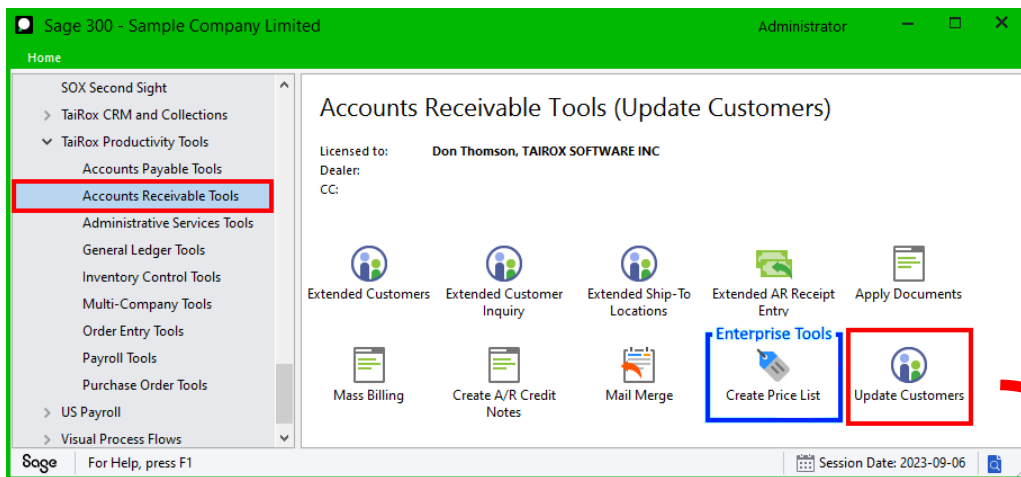 Sage 300 - Sample Company Limited
Administrator
Home
SOX Second Sight
TaiRox CRM and Collections
TaiRox Productivity Tools
Accounts Payable Tools
Accounts Receivable Tools
Administrative Services Tools
General Ledger Tools
Inventory Control Tools
Multi-Company Tools
Order Entry Tools
Payroll Tools
Purchase Order Tools
US Payroll
Visual Process Flows
Accounts Receivable Tools (Update Customers)
Licensed to: Don Thomson, TAIROX SOFTWARE INC
Dealer:
CC:
Extended Customers
Extended Customer
Inquiry
Extended Ship-To
Locations
Extended AR Receipt
Entry
Apply Documents
Mass Billing
Create A/R Credit
Notes
Mail Merge
Enterprise Tools
Create Price List
Update Customers
Sage
For Help, press F1
Session Date: 2023-09-06